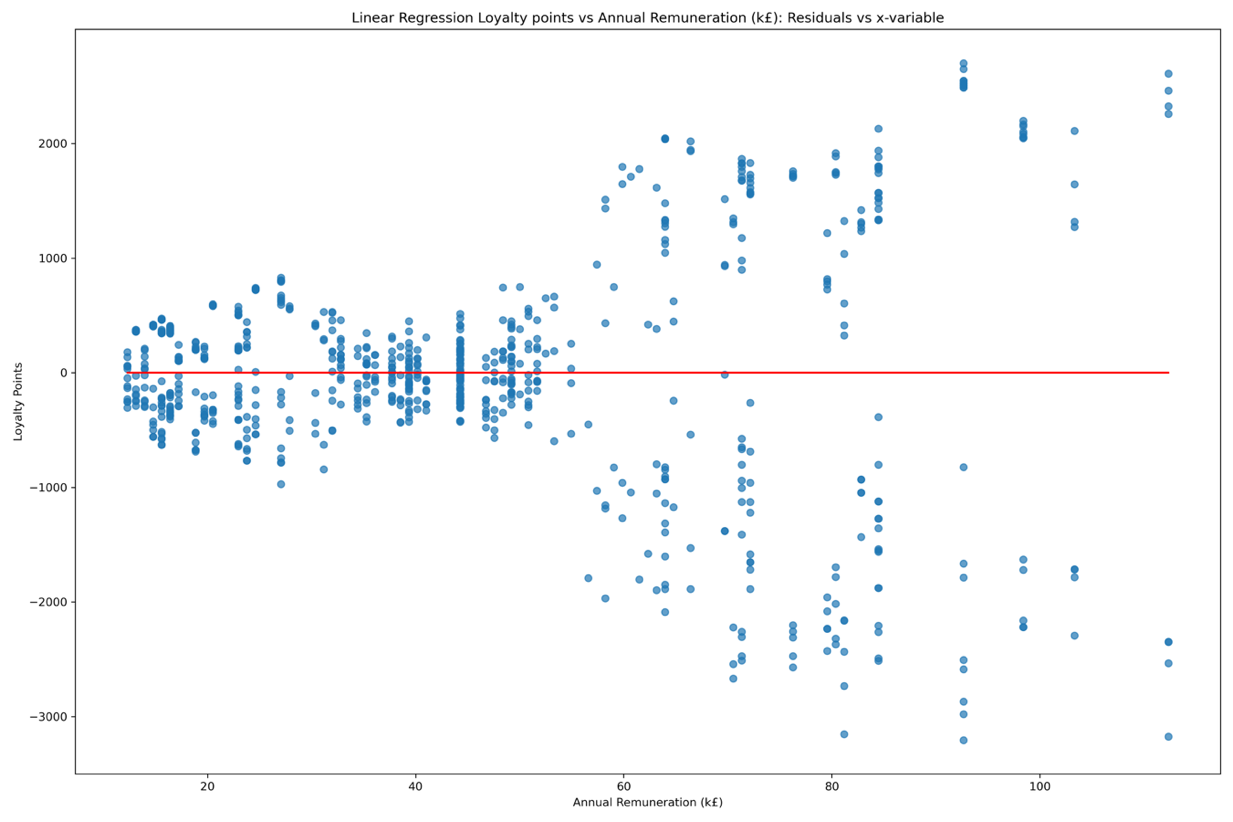 Linear Regression Loyalty points vs Annual Remuneration (k£): Residuals vs x-variable
2000
1000
0
−1000
−2000
−3000
Loyalty Points
20 40 60 80 100
Annual Remuneration (k£)